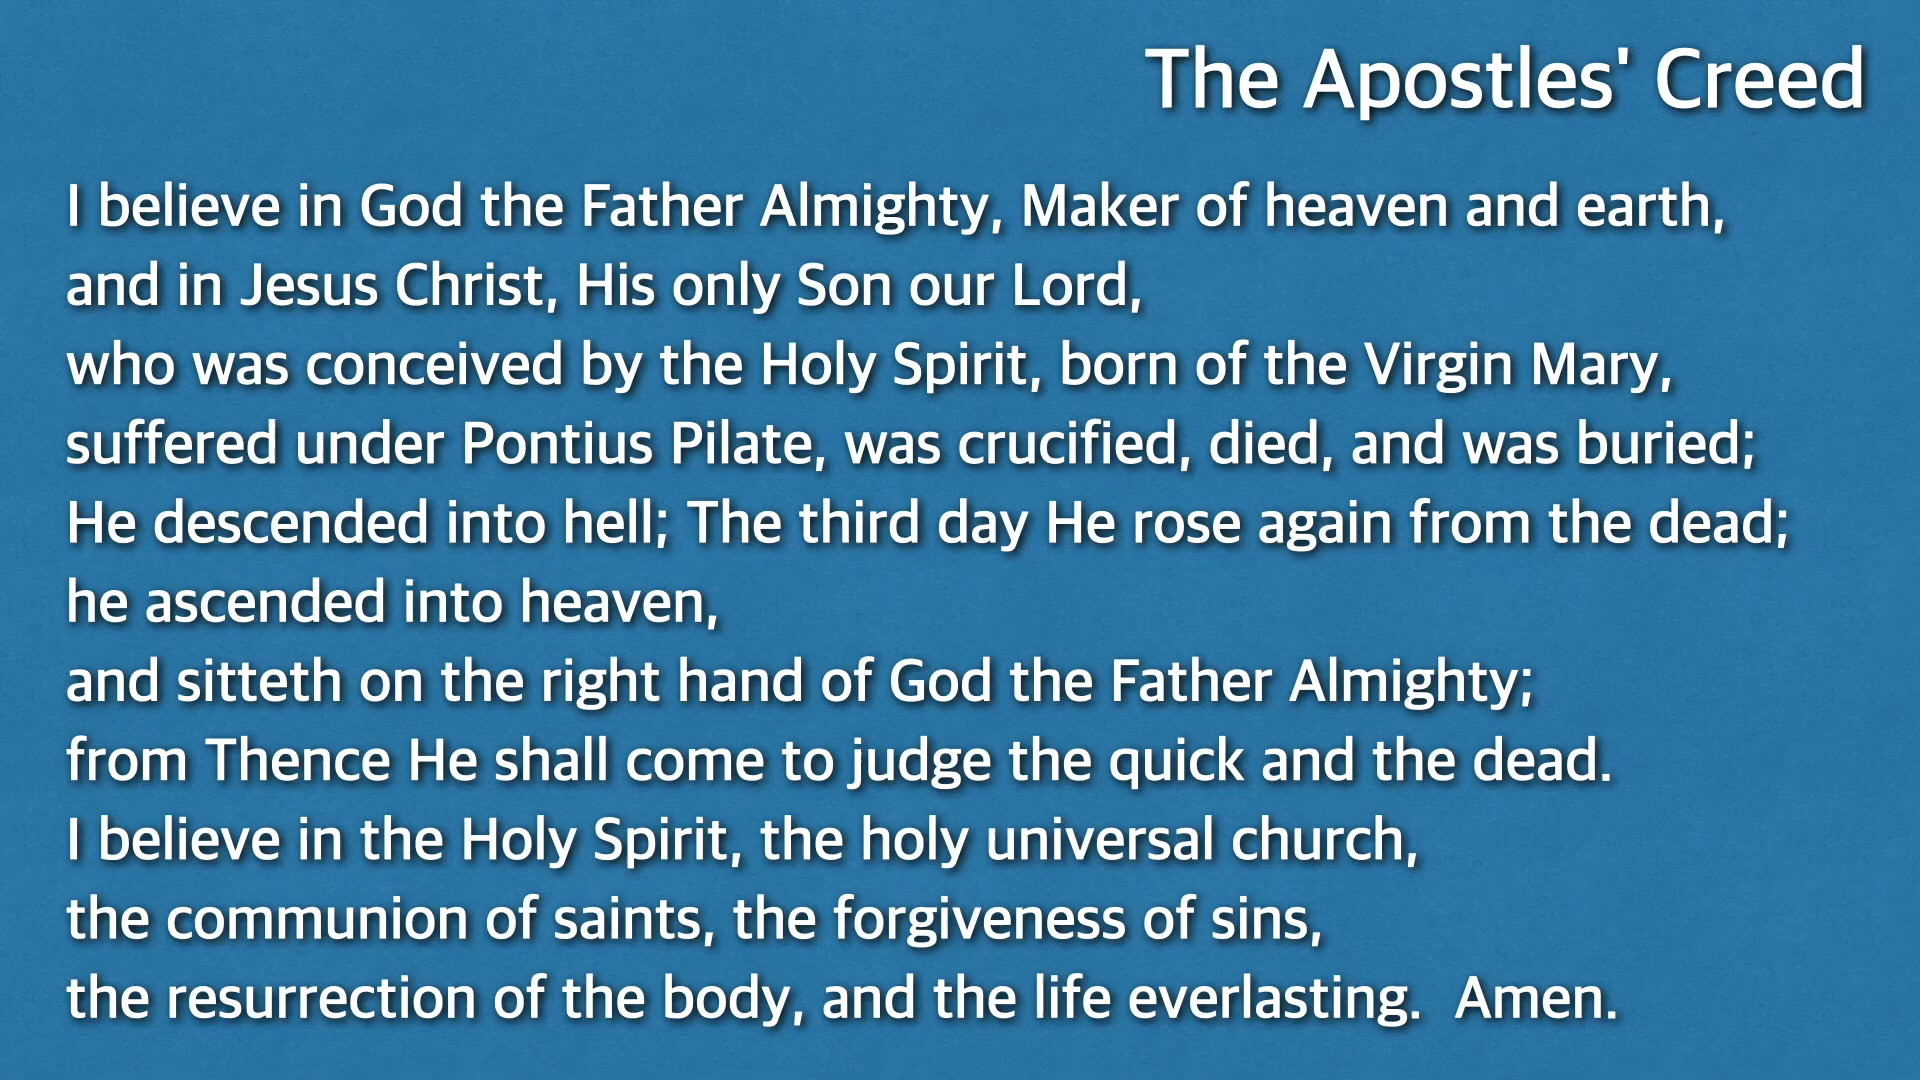 The Apostles' Creed
I believe in God the Father Almighty, Maker of heaven and earth,
and in Jesus Christ, His only Son our Lord,
who was conceived by the Holy Spirit, born of the Virgin Mary,
suffered under Pontius Pilate, was crucified, died, and was buried;
He descended into hell; The third day He rose again from the dead;
he ascended into heaven,
and sitteth on the right hand of God the Father Almighty;
from Thence He shall come to judge the quick and the dead.
I believe in the Holy Spirit, the holy universal church,
the communion of saints, the forgiveness of sins,
the resurrection of the body, and the life everlasting.  Amen.